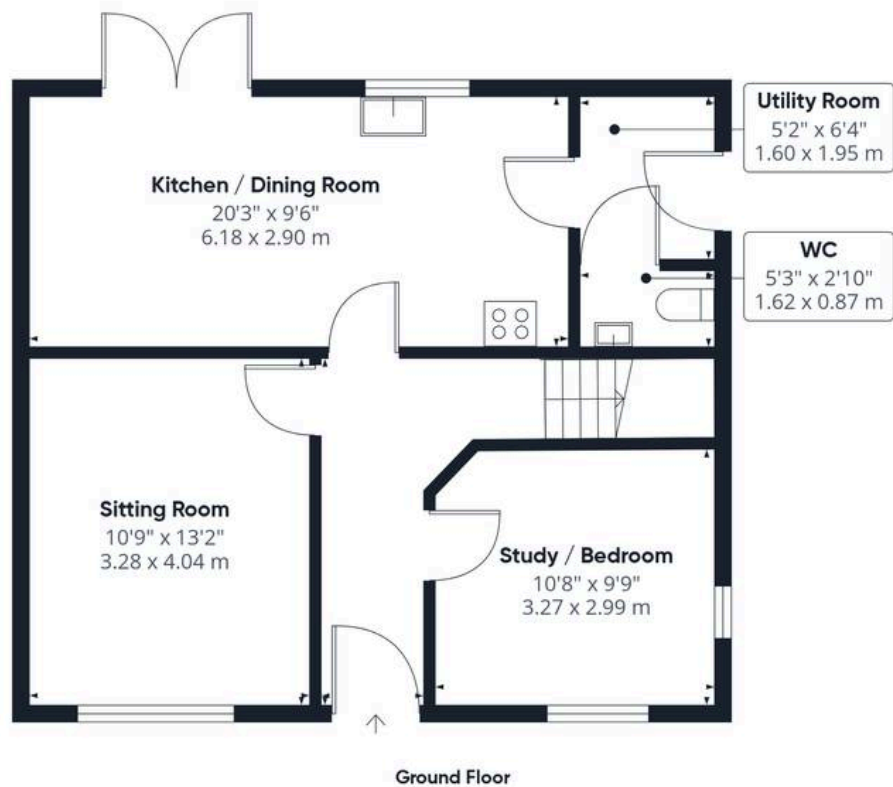 Utility Room
5'2" x 6'4"
1.60 x 1.95 m
Kitchen / Dining Room
20'3" x 9'6"
6.18 x 2.90 m
WC
5'3" x 2'10"
1.62 x 0.87 m
Sitting Room
10'9" x 13'2"
3.28 x 4.04 m
Study / Bedroom
10'8" x 9'9"
3.27 x 2.99 m
Ground Floor